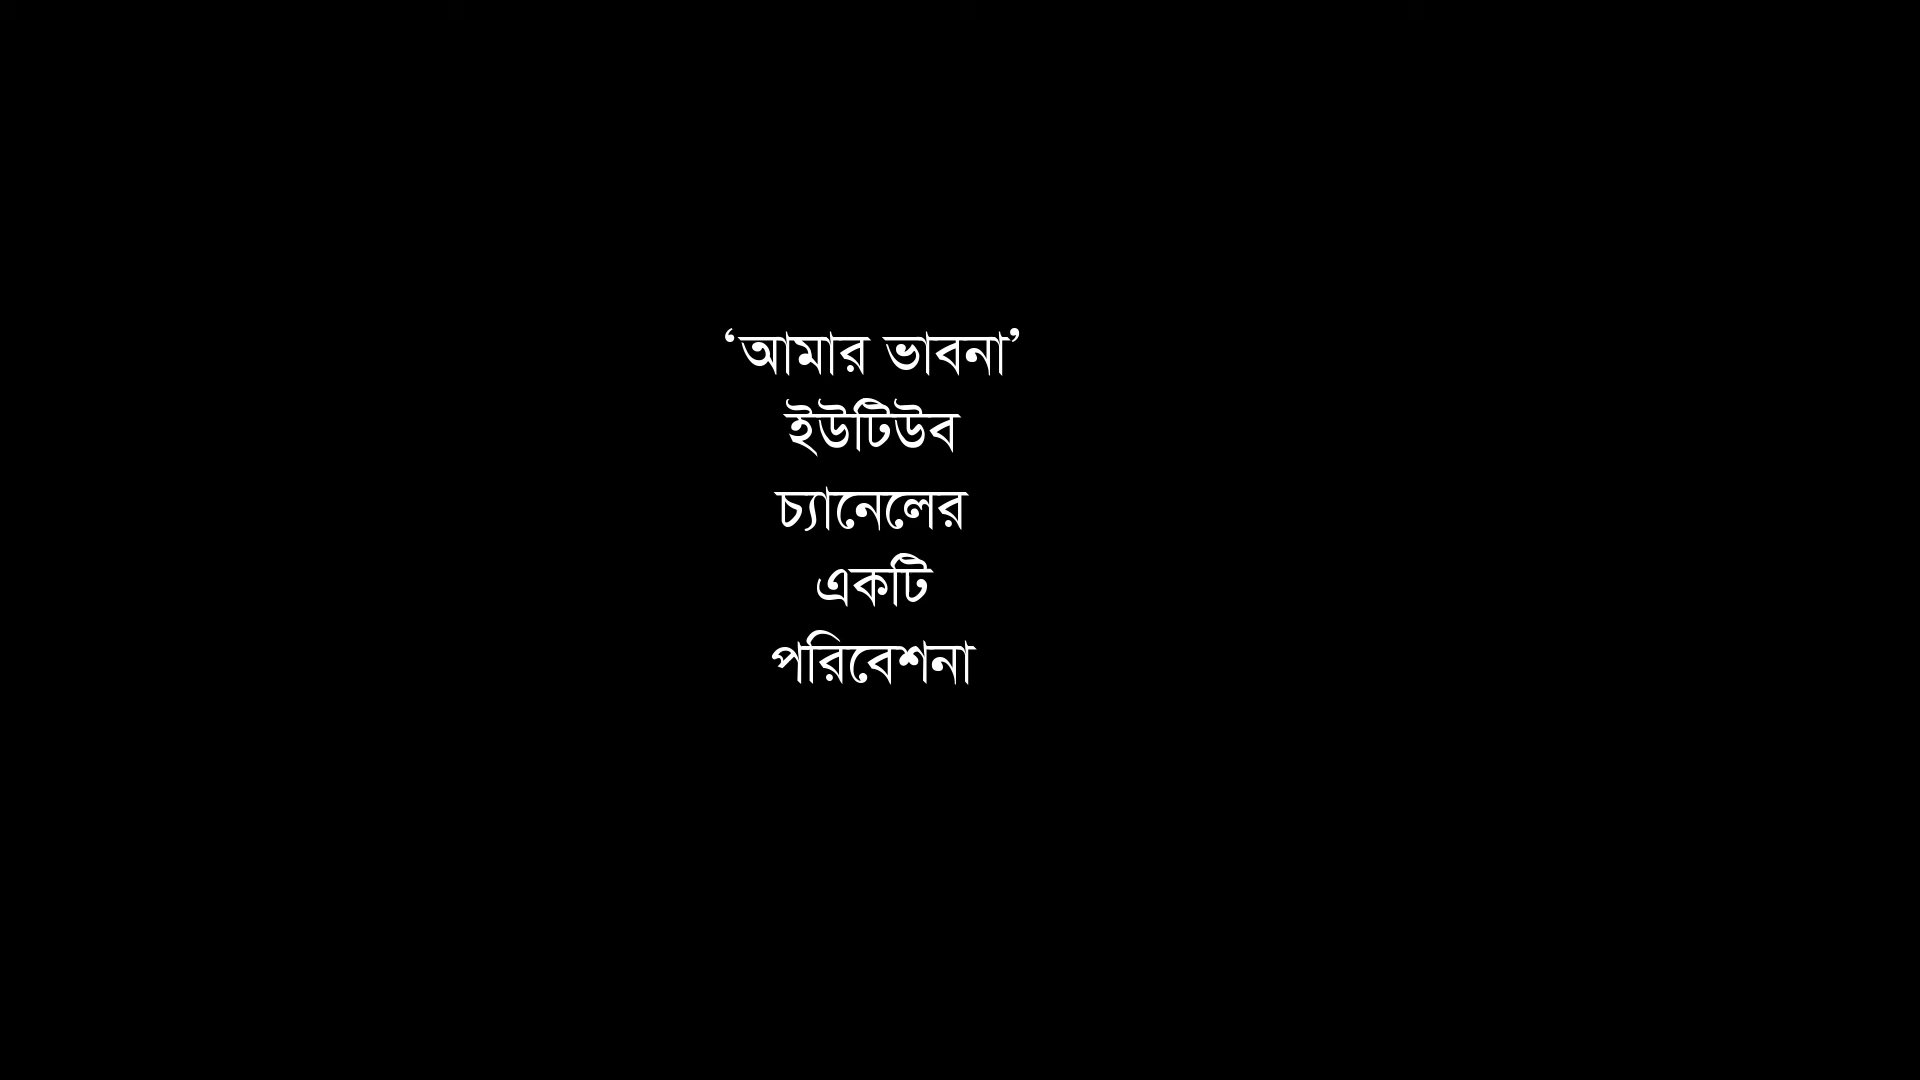 ‘আমার ভাবনা’
ইউটিউব
চ্যানেলের
একটি
পরিবেশনা